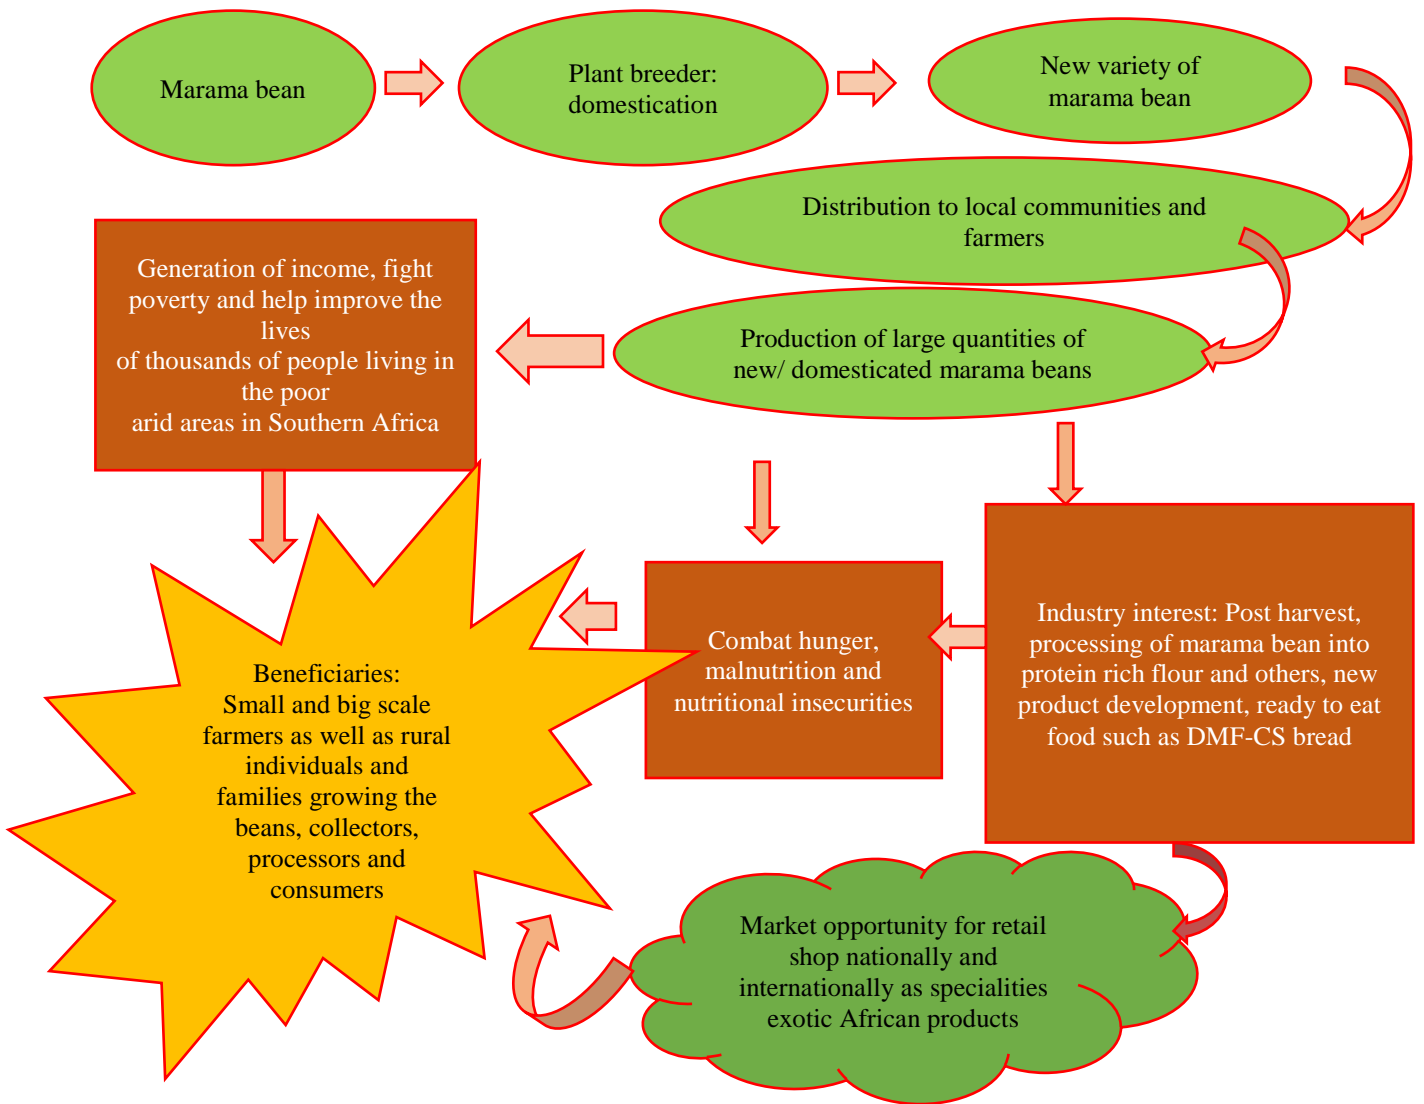 Marama bean
Plant breeder:
domestication
New variety of
marama bean
Distribution to local communities and
farmers
Production of large quantities of
new/ domesticated marama beans
Generation of income, fight
poverty and help improve the
lives
of thousands of people living in
the poor
arid areas in Southern Africa
Industry interest: Post harvest,
processing of marama bean into
protein rich flour and others, new
product development, ready to eat
food such as DMF-CS bread
Combat hunger,
malnutrition and
nutritional insecurities
Beneficiaries:
Small and big scale
farmers as well as rural
individuals and
families growing the
beans, collectors,
processors and
consumers
Market opportunity for retail
shop nationally and
internationally as specialities
exotic African products